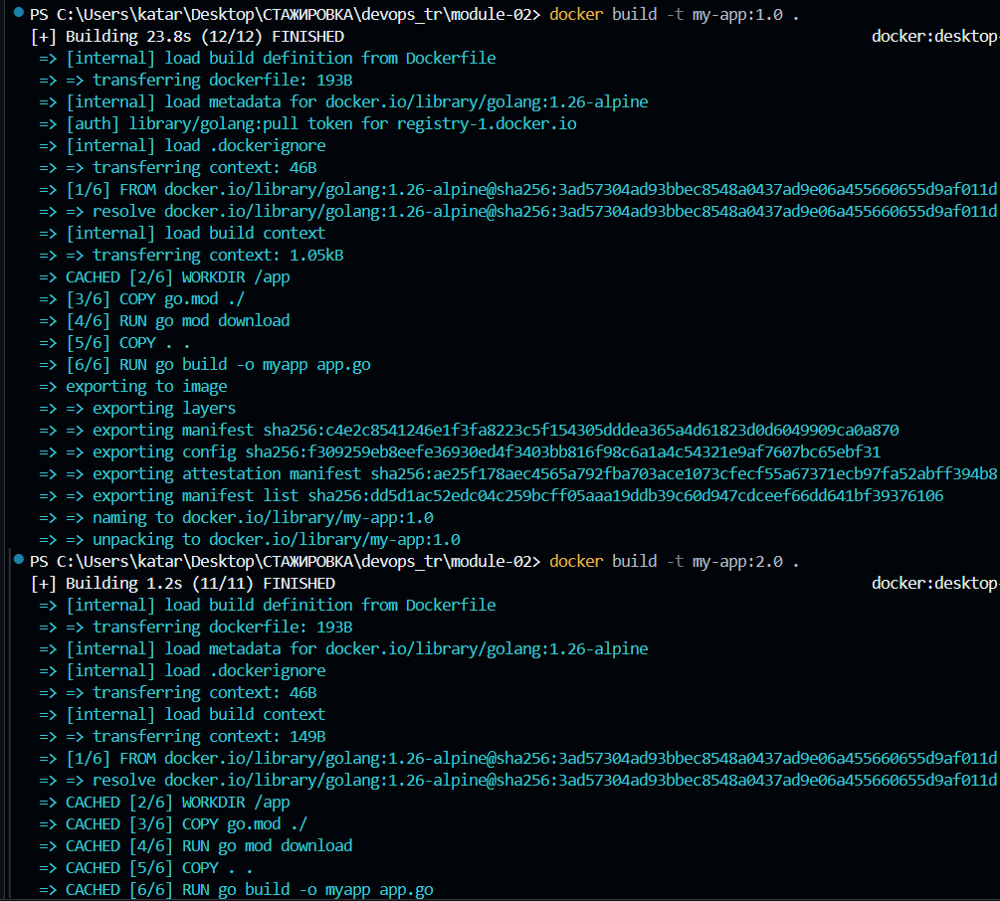 PS C:\Users\katar\Desktop\СТАЖИРОВКА\devops_tr\module-02> docker build -t my-app:1.0 .
[+] Building 23.8s (12/12) FINISHED docker:desktop-
=> [internal] load build definition from Dockerfile
=> => transferring dockerfile: 193B
=> [internal] load metadata for docker.io/library/golang:1.26-alpine
=> [auth] library/golang:pull token for registry-1.docker.io
=> [internal] load .dockerignore
=> => transferring context: 46B
=> [1/6] FROM docker.io/library/golang:1.26-alpine@sha256:3ad57304ad93bbec8548a0437ad9e06a455660655d9af011d
=> => resolve docker.io/library/golang:1.26-alpine@sha256:3ad57304ad93bbec8548a0437ad9e06a455660655d9af011d
=> [internal] load build context
=> => transferring context: 1.05kB
=> CACHED [2/6] WORKDIR /app
=> [3/6] COPY go.mod ./
=> [4/6] RUN go mod download
=> [5/6] COPY . .
=> [6/6] RUN go build -o myapp app.go
=> exporting to image
=> => exporting layers
=> => exporting manifest sha256:c4e2c8541246e1f3fa8223c5f154305dddea365a4d61823d0d6049909ca0a870
=> => exporting config sha256:f309259eb8eefe36930ed4f3403bb816f98c6a1a4c54321e9af7607bc65ebf31
=> => exporting attestation manifest sha256:ae25f178aec4565a792fba703ace1073cfecf55a67371ecb97fa52abff394b8
=> => exporting manifest list sha256:dd5d1ac52edc04c259bcff05aaa19ddb39c60d947cdceef66dd641bf39376106
=> => naming to docker.io/library/my-app:1.0
=> => unpacking to docker.io/library/my-app:1.0
PS C:\Users\katar\Desktop\СТАЖИРОВКА\devops_tr\module-02> docker build -t my-app:2.0 .
[+] Building 1.2s (11/11) FINISHED docker:desktop-
=> [internal] load build definition from Dockerfile
=> => transferring dockerfile: 193B
=> [internal] load metadata for docker.io/library/golang:1.26-alpine
=> [internal] load .dockerignore
=> => transferring context: 46B
=> [internal] load build context
=> => transferring context: 149B
=> [1/6] FROM docker.io/library/golang:1.26-alpine@sha256:3ad57304ad93bbec8548a0437ad9e06a455660655d9af011d
=> => resolve docker.io/library/golang:1.26-alpine@sha256:3ad57304ad93bbec8548a0437ad9e06a455660655d9af011d
=> CACHED [2/6] WORKDIR /app
=> CACHED [3/6] COPY go.mod ./
=> CACHED [4/6] RUN go mod download
=> CACHED [5/6] COPY . .
=> CACHED [6/6] RUN go build -o myapp app.go